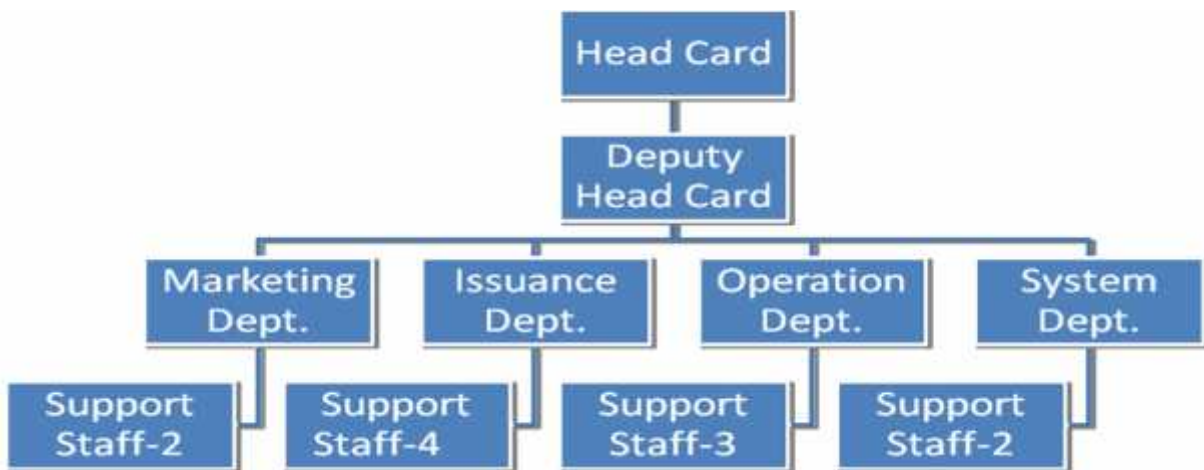 Head Card
Deputy
Head Card
Marketing
Dept.
Issuance
Dept.
Operation
Dept.
System
Dept.
Support
Staff-2
Support
Staff-4
Support
Staff-3
Support
Staff-2